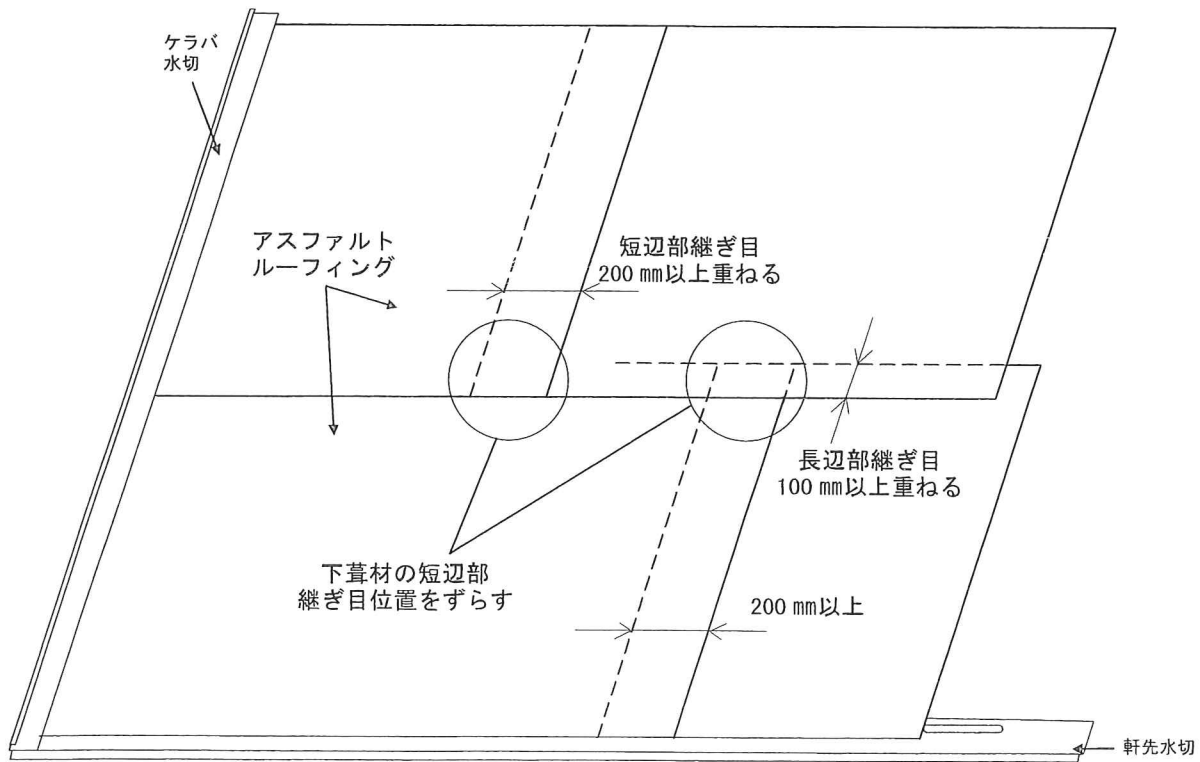 ケラバ
水切
アスファルト
ルーフィング
短辺部継ぎ目
200 mm以上重ねる
長辺部継ぎ目
100 mm以上重ねる
下葺材の短辺部
継ぎ目位置をずらす
200 mm以上
軒先水切